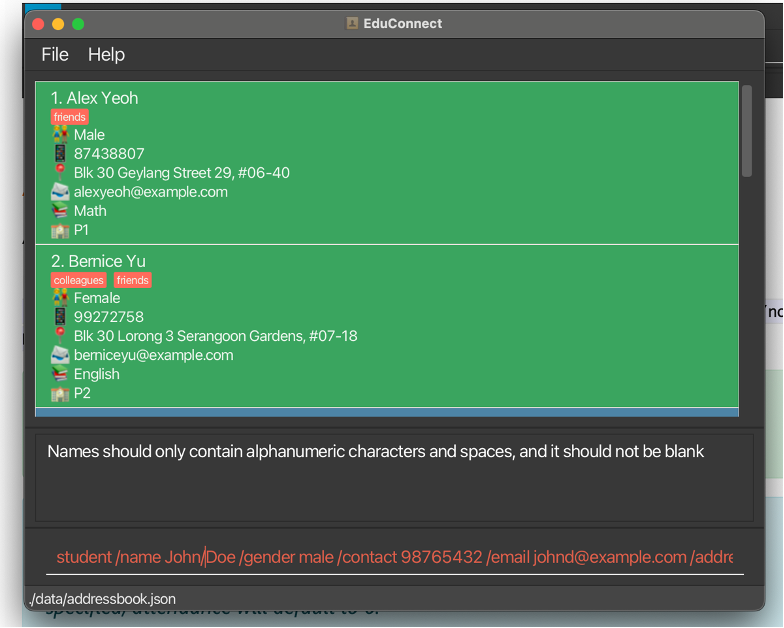 EduConnect
File Help
1. Alex Yeoh
friends
Male
87438807
Blk 30 Geylang Street 29, #06-40
alexyeoh@example.com
Math
P1
2. Bernice Yu
colleagues friends
Female
99272758
Blk 30 Lorong 3 Serangoon Gardens, #07-18
berniceyu@example.com
English
P2
Names should only contain alphanumeric characters and spaces, and it should not be blank
student /name John/Doe /gender male /contact 98765432 /email johnd@example.com /addre
./data/addressbook.json